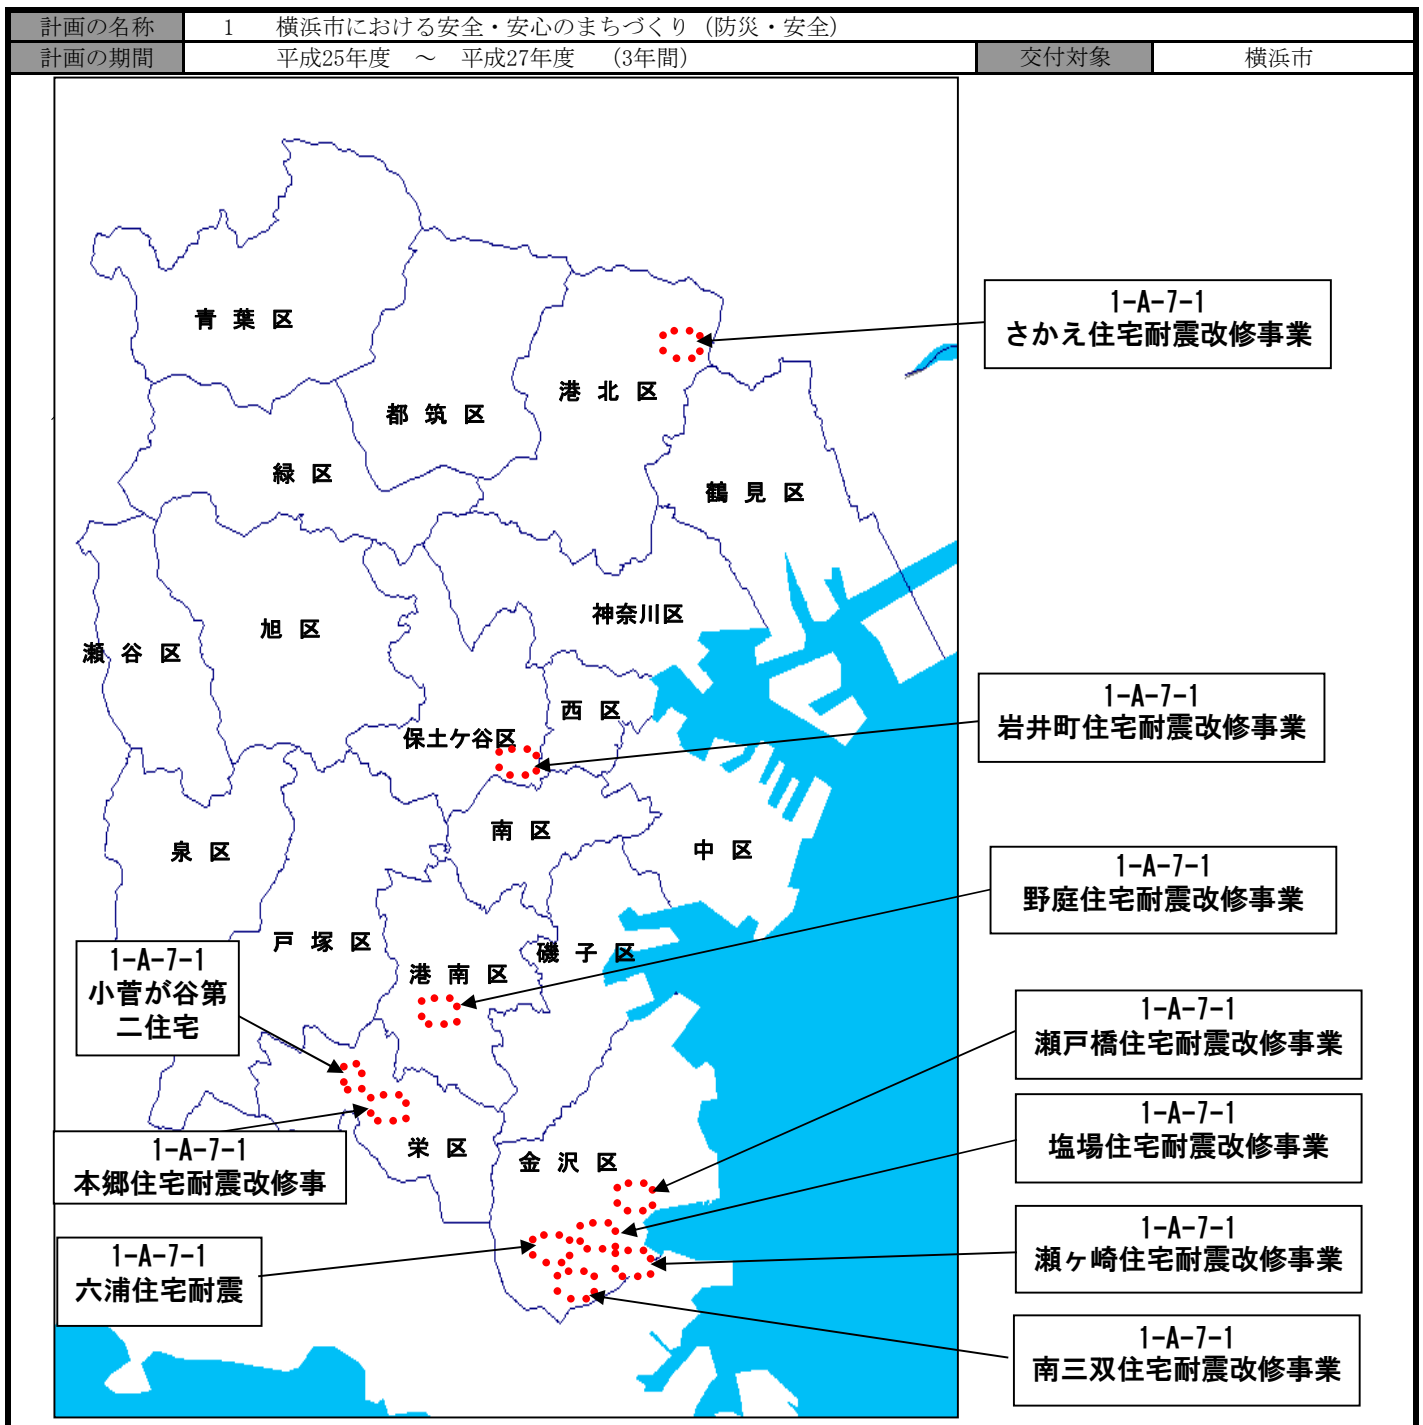 計画の名称 1 横浜市における安全・安心のまちづくり（防災・安全）
計画の期間 平成25年度 ～ 平成27年度 （3年間） 交付対象 横浜市
青 葉 区
都 筑 区
港 北 区
緑 区
鶴 見 区
神奈川区
旭 区
瀬 谷 区
西 区
保土ケ谷区
南 区
中 区
泉 区
戸 塚 区
港 南 区
磯 子 区
栄 区
金 沢 区
1-A-7-1
さかえ住宅耐震改修事業
1-A-7-1
岩井町住宅耐震改修事業
1-A-7-1
野庭住宅耐震改修事業
1-A-7-1
小菅が谷第
二住宅
1-A-7-1
瀬戸橋住宅耐震改修事業
1-A-7-1
塩場住宅耐震改修事業
1-A-7-1
本郷住宅耐震改修事
1-A-7-1
瀬ヶ崎住宅耐震改修事業
1-A-7-1
六浦住宅耐震
1-A-7-1
南三双住宅耐震改修事業